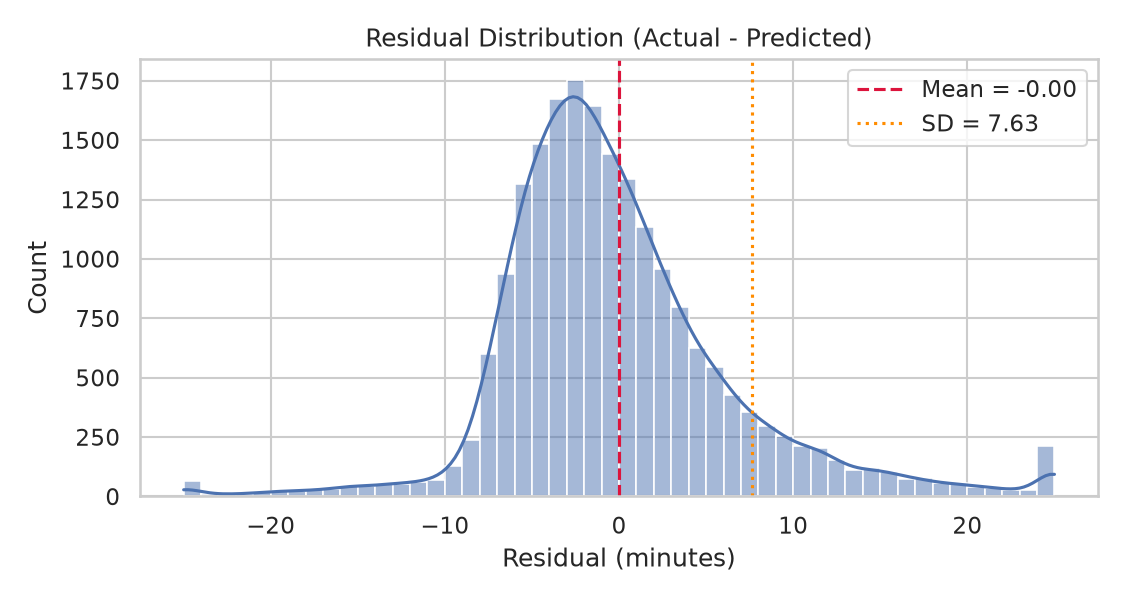 Residual Distribution (Actual - Predicted)
Mean = -0.00
SD = 7.63
1750
1500
1250
1000
750
500
250
0
Count
−20
−10
0
10
20
Residual (minutes)